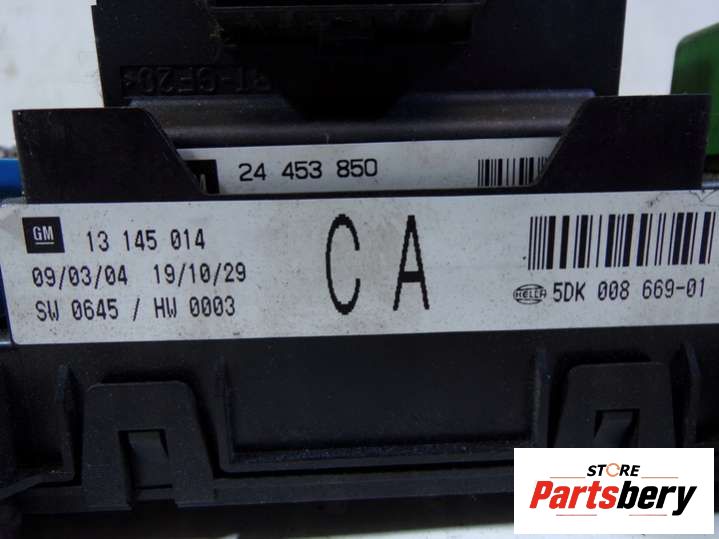 24 453 850
GM 13 145 014
09/03/04 19/10/29
SW 0645 / HW 0003
CA
HELLA 5DK 008 669-01
STORE
Partsbery